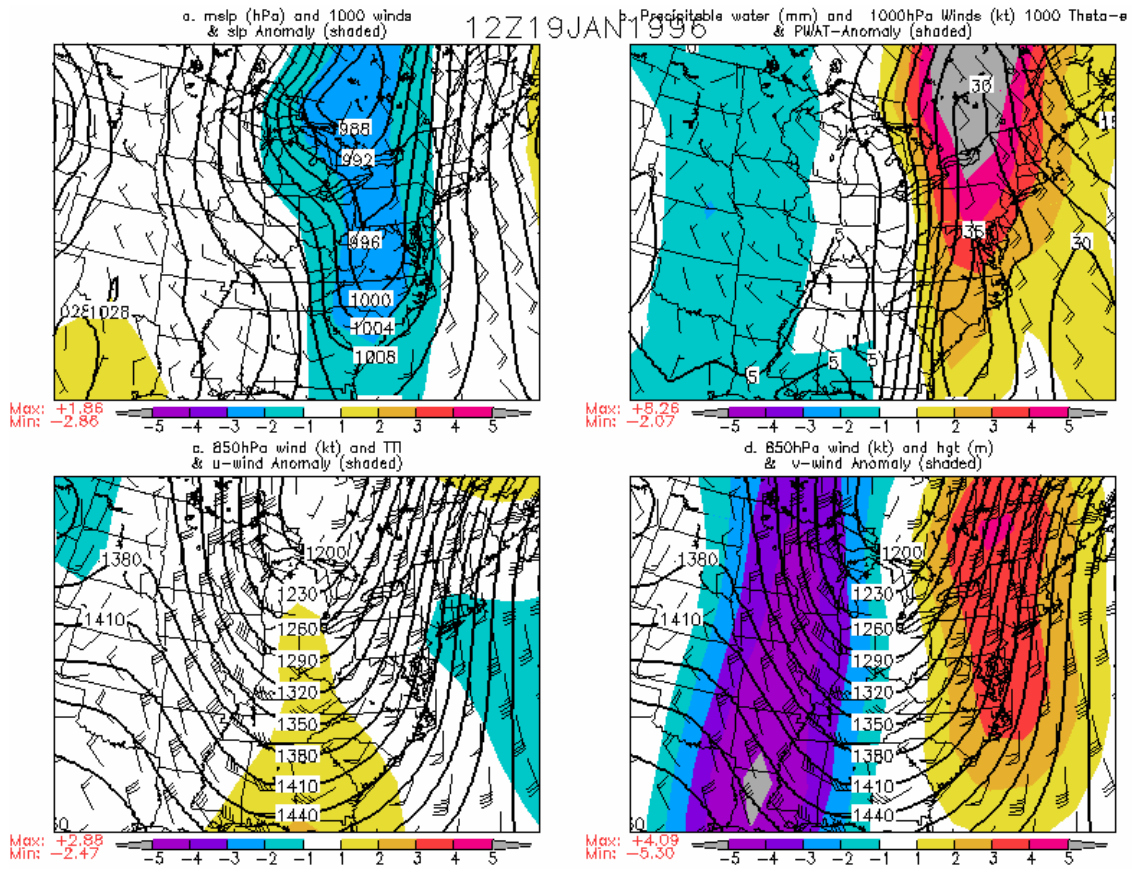 12Z19JAN1996
a. mslp (hPa) and 1000 winds
& slp Anomaly (shaded)
988
992
996
1000
1004
1008
1028
Max: +1.86
Min: -2.86
-5 -4 -3 -2 -1 1 2 3 4 5
b. Precipitable water (mm) and 1000hPa Winds (kt) 1000 Theta-e
& PWAT-Anomaly (shaded)
30
35
30
5
5
5
5
Max: +8.26
Min: -2.07
-5 -4 -3 -2 -1 1 2 3 4 5
c. 850hPa wind (kt) and TTT
& u-wind Anomaly (shaded)
1380
1200
1230
1410
1260
1290
1320
1350
1380
1410
1440
Max: +2.88
Min: -2.47
-5 -4 -3 -2 -1 1 2 3 4 5
d. 850hPa wind (kt) and hgt (m)
& v-wind Anomaly (shaded)
1380
1200
1230
1410
1260
1290
1320
1350
1380
1410
1440
Max: +4.09
Min: -5.30
-5 -4 -3 -2 -1 1 2 3 4 5